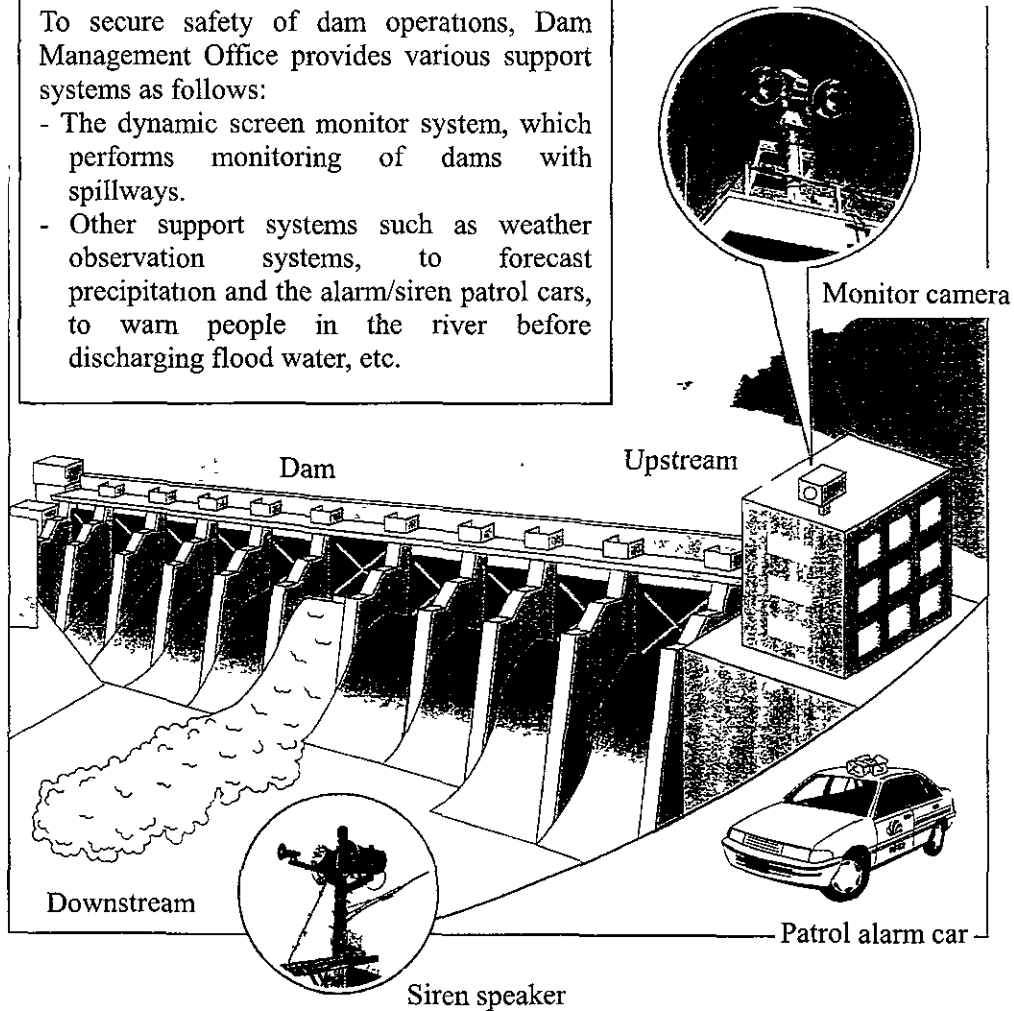 To secure safety of dam operations, Dam
Management Office provides various support
systems as follows:
- The dynamic screen monitor system, which
performs monitoring of dams with
spillways.
- Other support systems such as weather
observation systems, to forecast
precipitation and the alarm/siren patrol cars,
to warn people in the river before
discharging flood water, etc.
Monitor camera
Dam
Upstream
Downstream
Patrol alarm car
Siren speaker